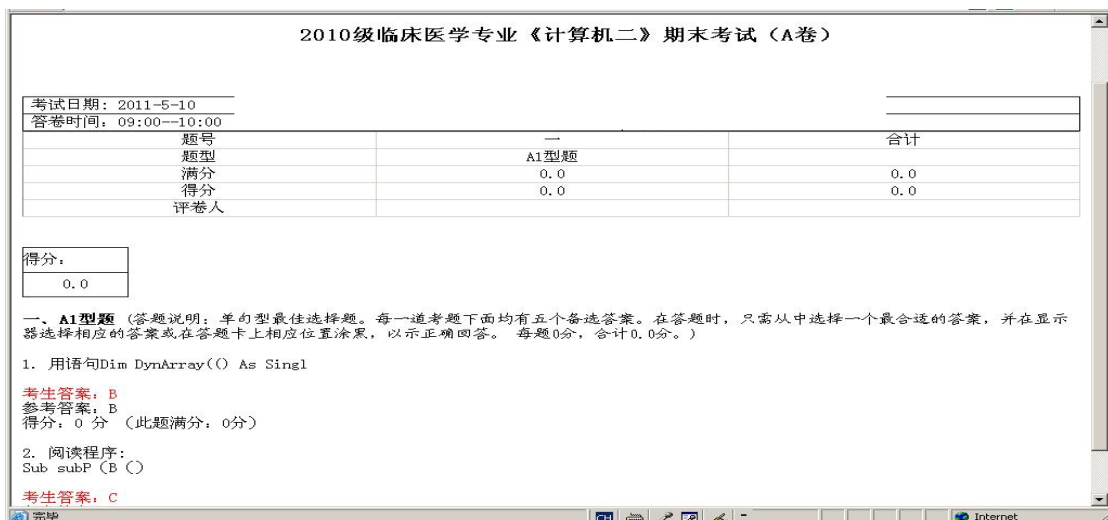 2010级临床医学专业《计算机二》期末考试（A卷）
考试日期: 2011-5-10
答卷时间: 09:00--10:00
题号 一 合计
题型 A1型题
满分 0.0 0.0
得分 0.0 0.0
评卷人
得分:
0.0
一、A1型题 (答题说明: 单句型最佳选择题。每一道考题下面均有五个备选答案。在答题时, 只需从中选择一个最合适的答案, 并在显示
器选择相应的答案或在答题卡上相应位置涂黑, 以示正确回答。 每题0分, 合计0.0分。)
1. 用语句Dim DynArray(() As Singl
考生答案: B
参考答案: B
得分: 0 分 （此题满分: 0分）
2. 阅读程序:
Sub subP (B ()
考生答案: C
完毕 CH Internet